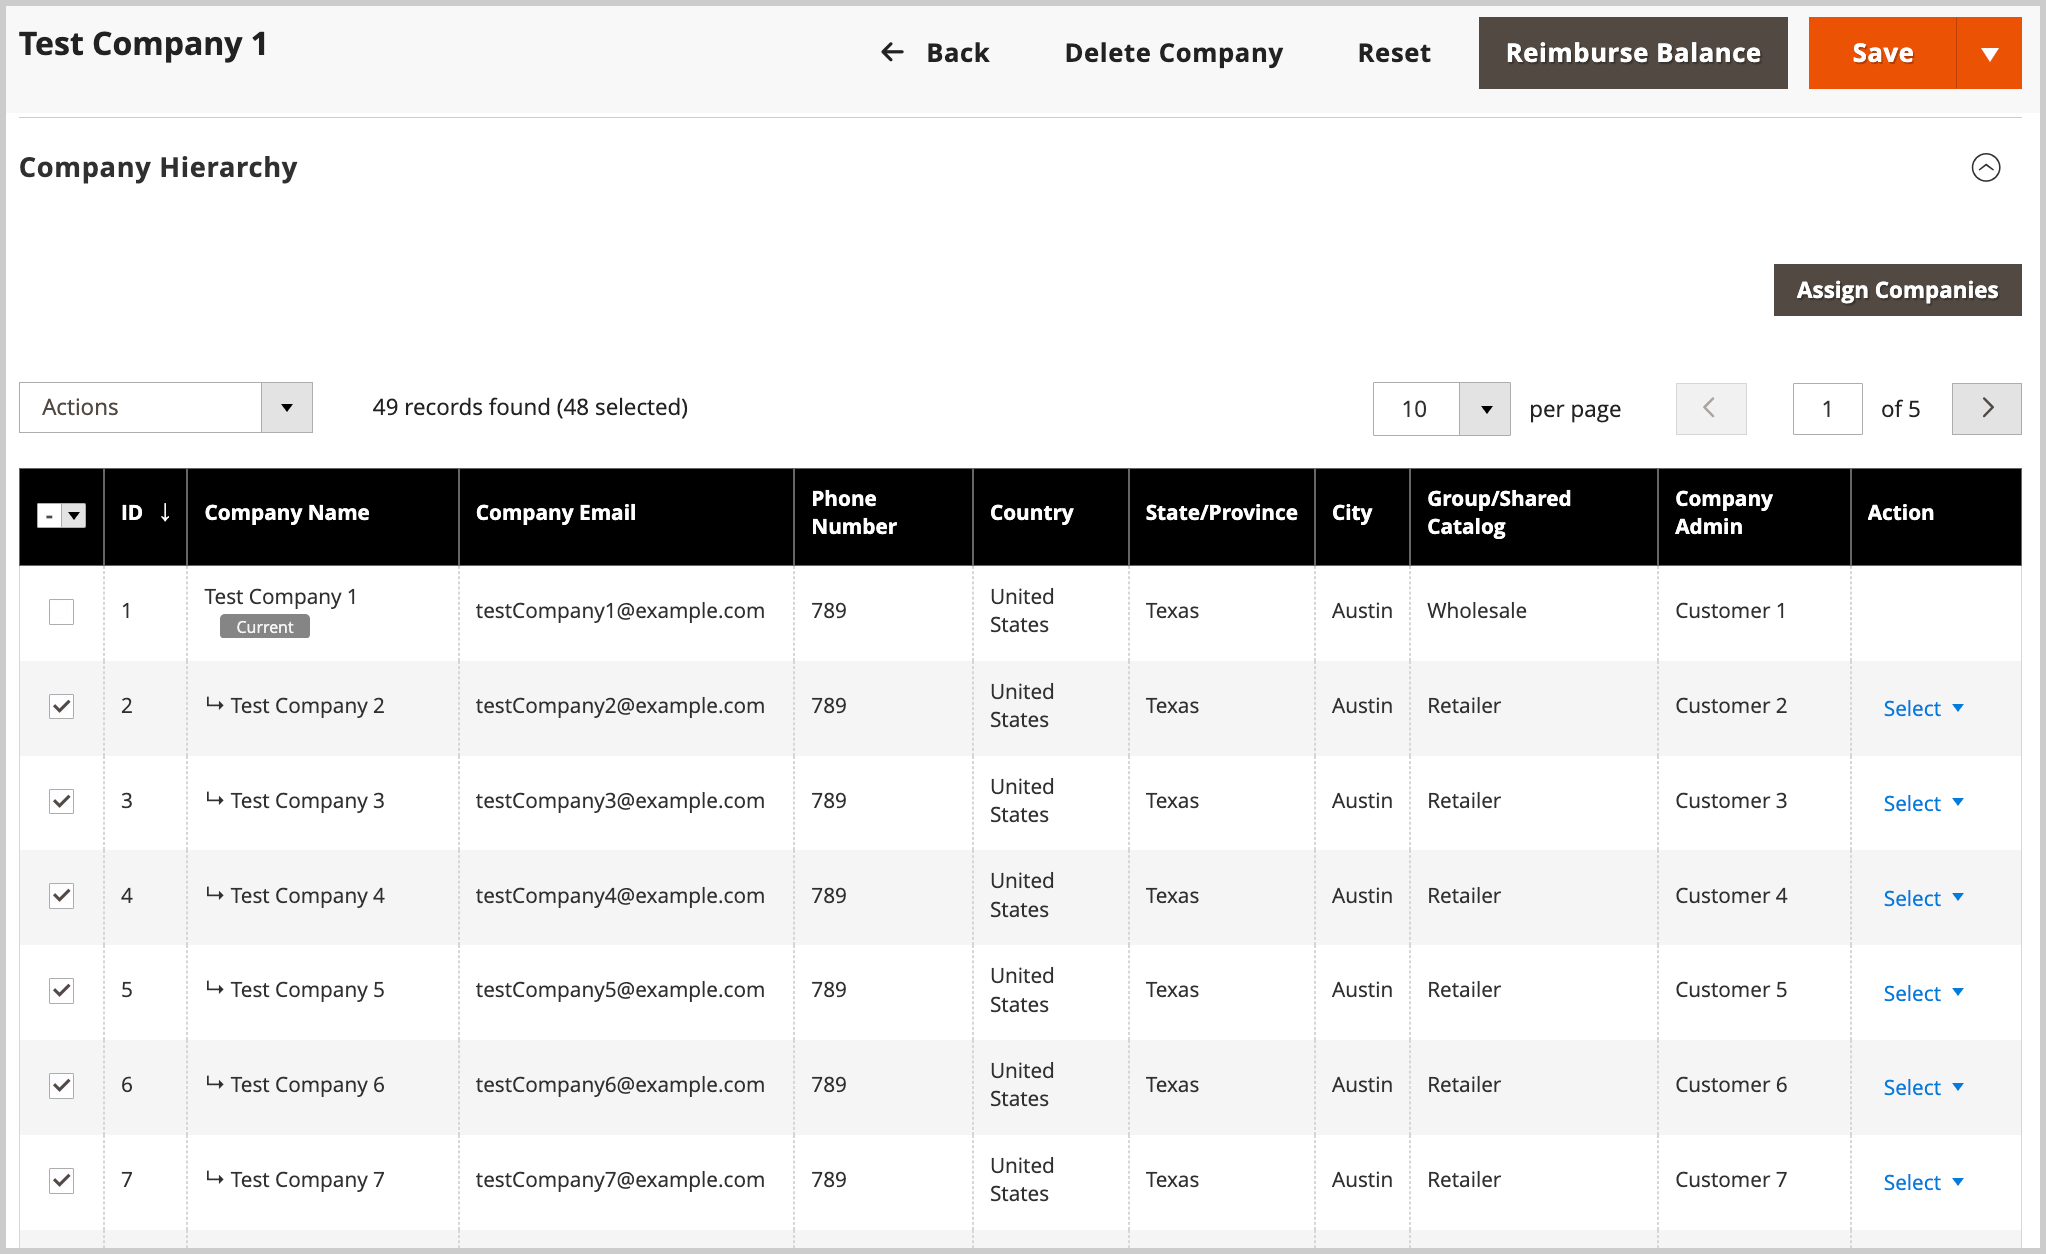 Test Company 1
Back Delete Company Reset Reimburse Balance Save
Company Hierarchy
Assign Companies
Actions 49 records found (48 selected) 10 per page 1 of 5
- ID ↓ Company Name Company Email Phone Number Country State/Province City Group/Shared Catalog Company Admin Action
1 Test Company 1 Current testCompany1@example.com 789 United States Texas Austin Wholesale Customer 1
2 Test Company 2 testCompany2@example.com 789 United States Texas Austin Retailer Customer 2 Select
3 Test Company 3 testCompany3@example.com 789 United States Texas Austin Retailer Customer 3 Select
4 Test Company 4 testCompany4@example.com 789 United States Texas Austin Retailer Customer 4 Select
5 Test Company 5 testCompany5@example.com 789 United States Texas Austin Retailer Customer 5 Select
6 Test Company 6 testCompany6@example.com 789 United States Texas Austin Retailer Customer 6 Select
7 Test Company 7 testCompany7@example.com 789 United States Texas Austin Retailer Customer 7 Select